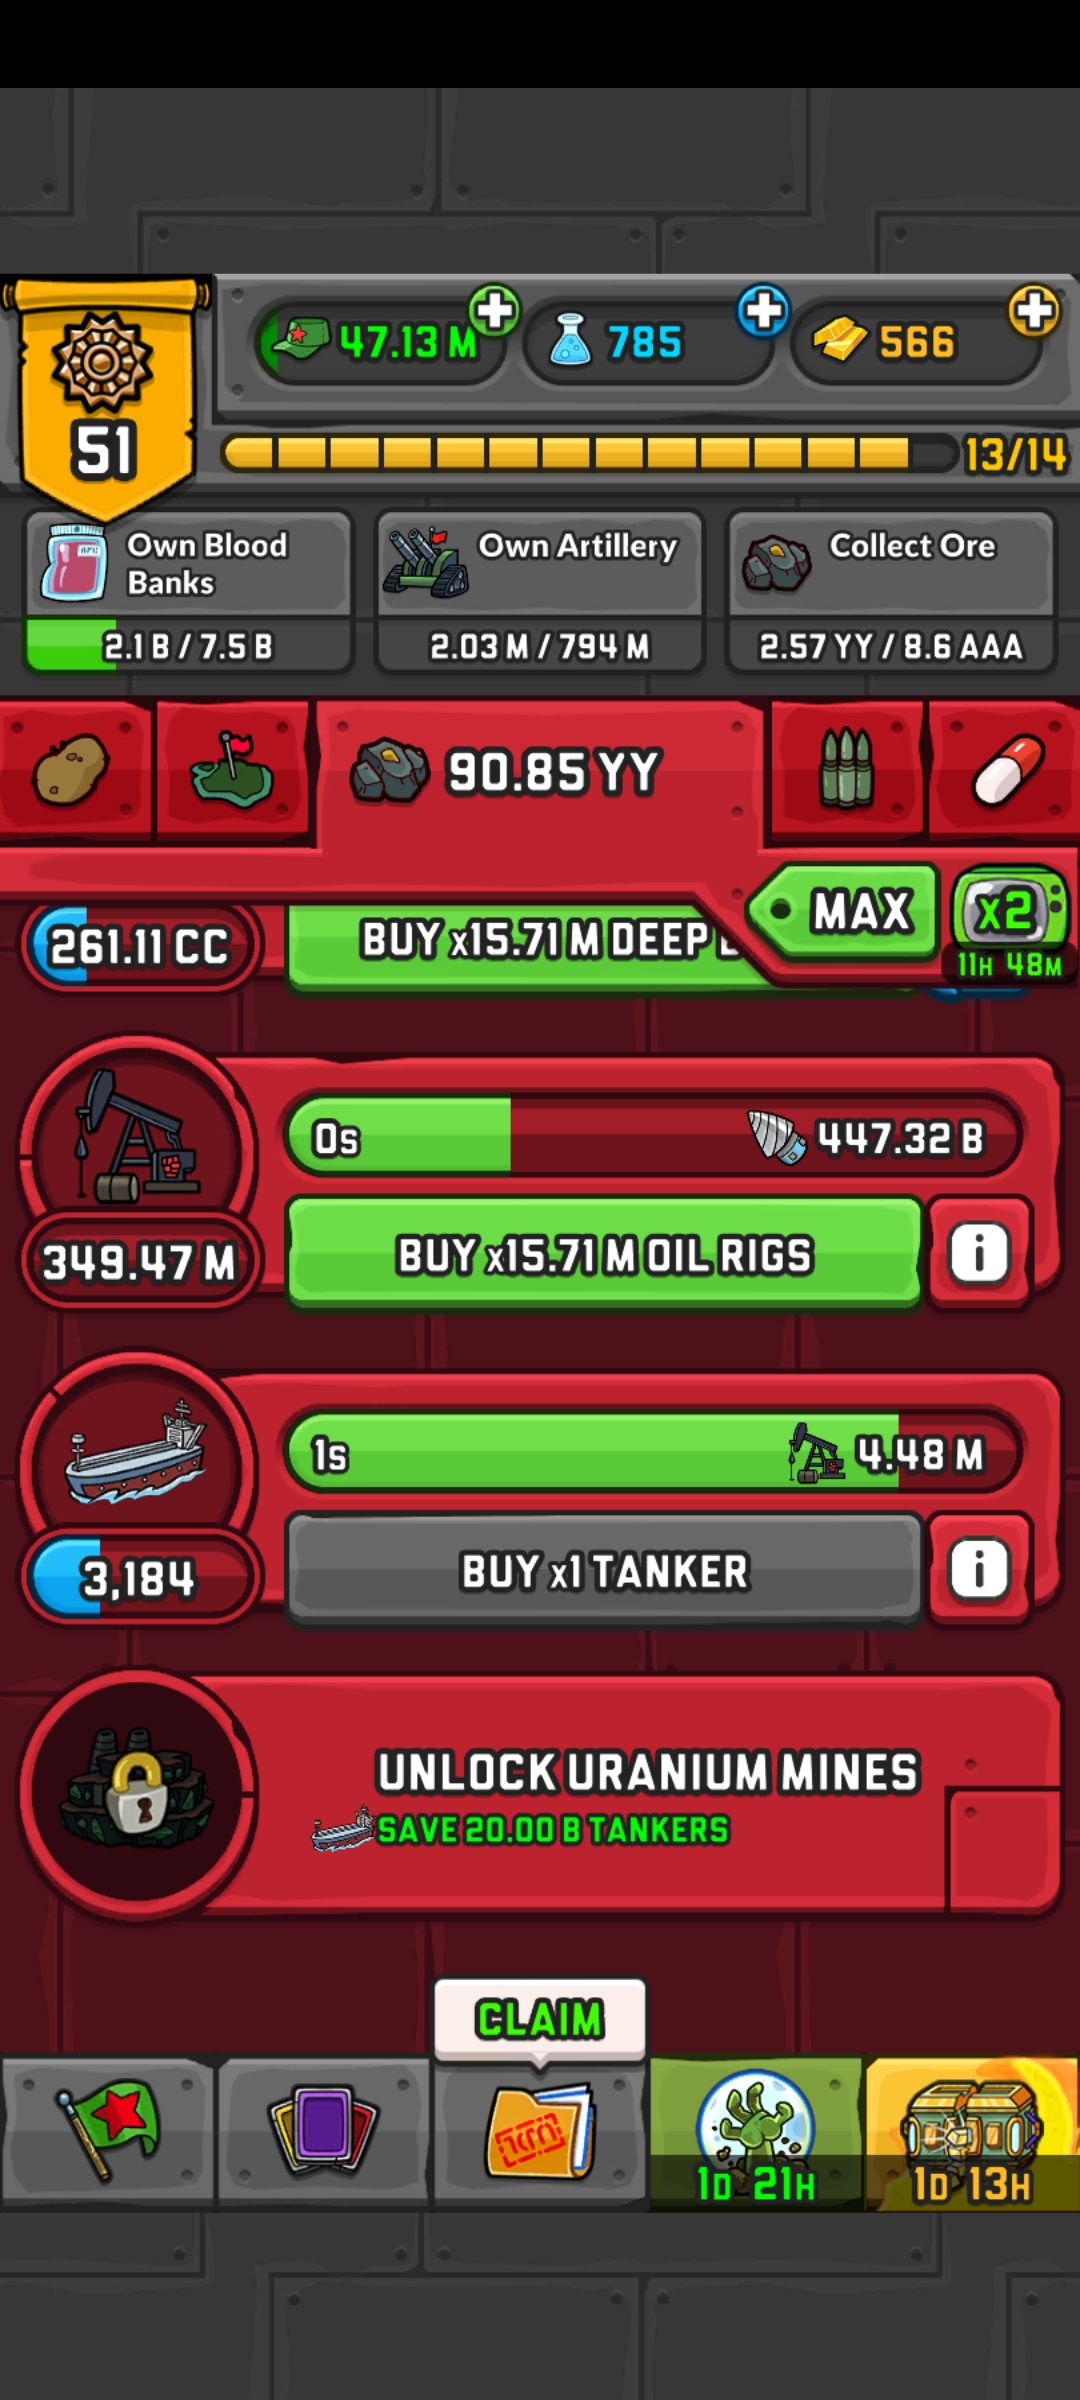 47.13 M
785
566
51
13/14
Own Blood
Banks
2.1 B / 7.5 B
Own Artillery
2.03 M / 794 M
Collect Ore
2.57 YY / 8.6 AAA
90.85 YY
MAX
x2
11H 48M
261.11 CC
BUY x15.71 M DEEP
0s
447.32 B
349.47 M
BUY x15.71 M OIL RIGS
i
1s
4.48 M
3,184
BUY x1 TANKER
i
UNLOCK URANIUM MINES
SAVE 20.00 B TANKERS
CLAIM
1D 21H
1D 13H